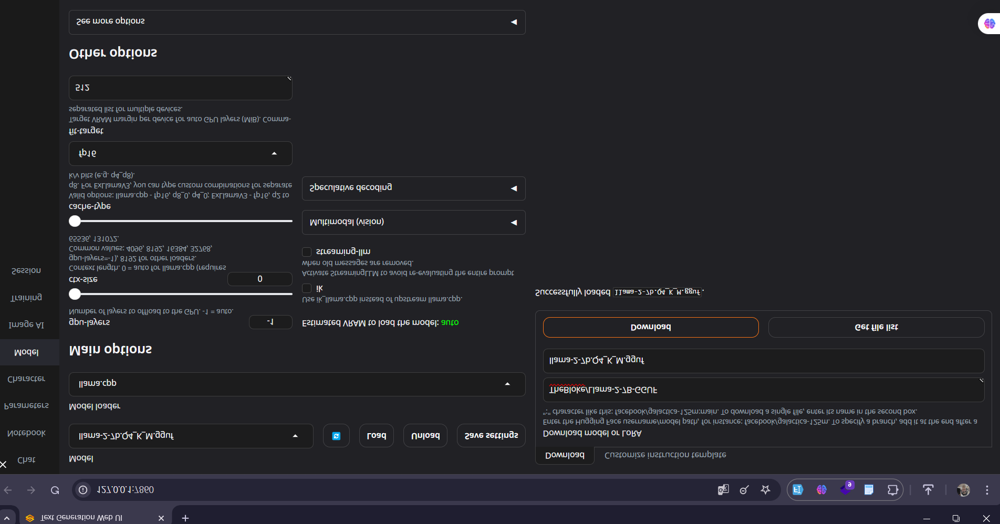 Text Generation Web UI
127.0.0.1:7860
9
Chat
Notebook
Parameters
Character
Model
Image AI
Training
Session
Model
llama-2-7b.Q4_K_M.gguf
Load
Unload
Save settings
Model loader
llama.cpp
Main options
gpu-layers
-1
Number of layers to offload to the GPU. -1 = auto.
ctx-size
0
Context length. 0 = auto for llama.cpp (requires
gpu-layers=-1), 8192 for other loaders.
Common values: 4096, 8192, 16384, 32768,
65536, 131072.
cache-type
Valid options: llama.cpp - fp16, q8_0, q4_0; ExLlamaV3 - fp16, q2 to
q8. For ExLlamaV3, you can type custom combinations for separate
k/v bits (e.g. q4_q8).
fp16
fit-target
Target VRAM margin per device for auto GPU layers (MiB). Comma-
separated list for multiple devices.
512
Estimated VRAM to load the model: auto
Use ik_llama.cpp instead of upstream llama.cpp.
ik
Activate StreamingLLM to avoid re-evaluating the entire prompt
when old messages are removed.
streaming-llm
Multimodal (vision)
Speculative decoding
Other options
See more options
Download
Customize instruction template
Download model or LoRA
Enter the Hugging Face username/model path, for instance: facebook/galactica-125m. To specify a branch, add it at the end after a
":" character like this: facebook/galactica-125m:main. To download a single file, enter its name in the second box.
TheBloke/Llama-2-7B-GGUF
llama-2-7b.Q4_K_M.gguf
Download
Get file list
Successfully loaded llama-2-7b.Q4_K_M.gguf.